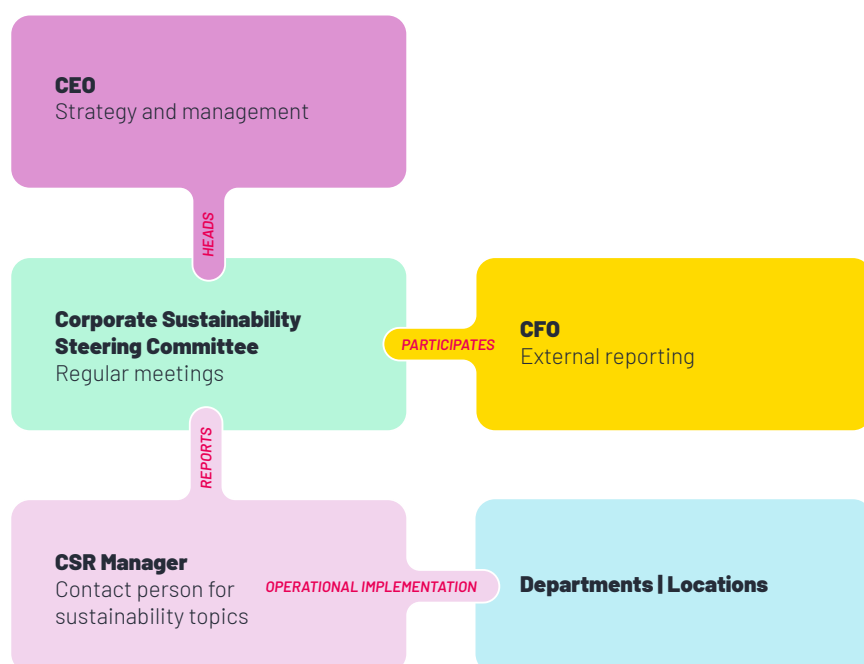 CEO
Strategy and management
HEADS
Corporate Sustainability
Steering Committee
Regular meetings
PARTICIPATES
CFO
External reporting
REPORTS
CSR Manager
Contact person for
sustainability topics
OPERATIONAL IMPLEMENTATION
Departments | Locations